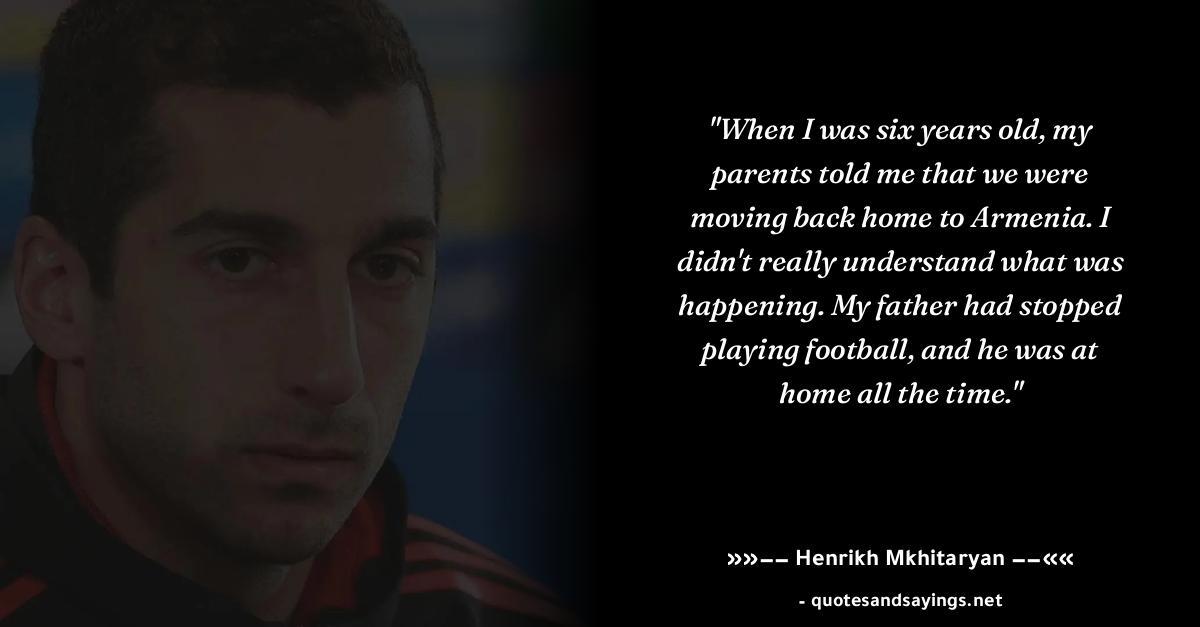 "When I was six years old, my
parents told me that we were
moving back home to Armenia. I
didn't really understand what was
happening. My father had stopped
playing football, and he was at
home all the time."
»»−− Henrikh Mkhitaryan −−««
- quotesandsayings.net